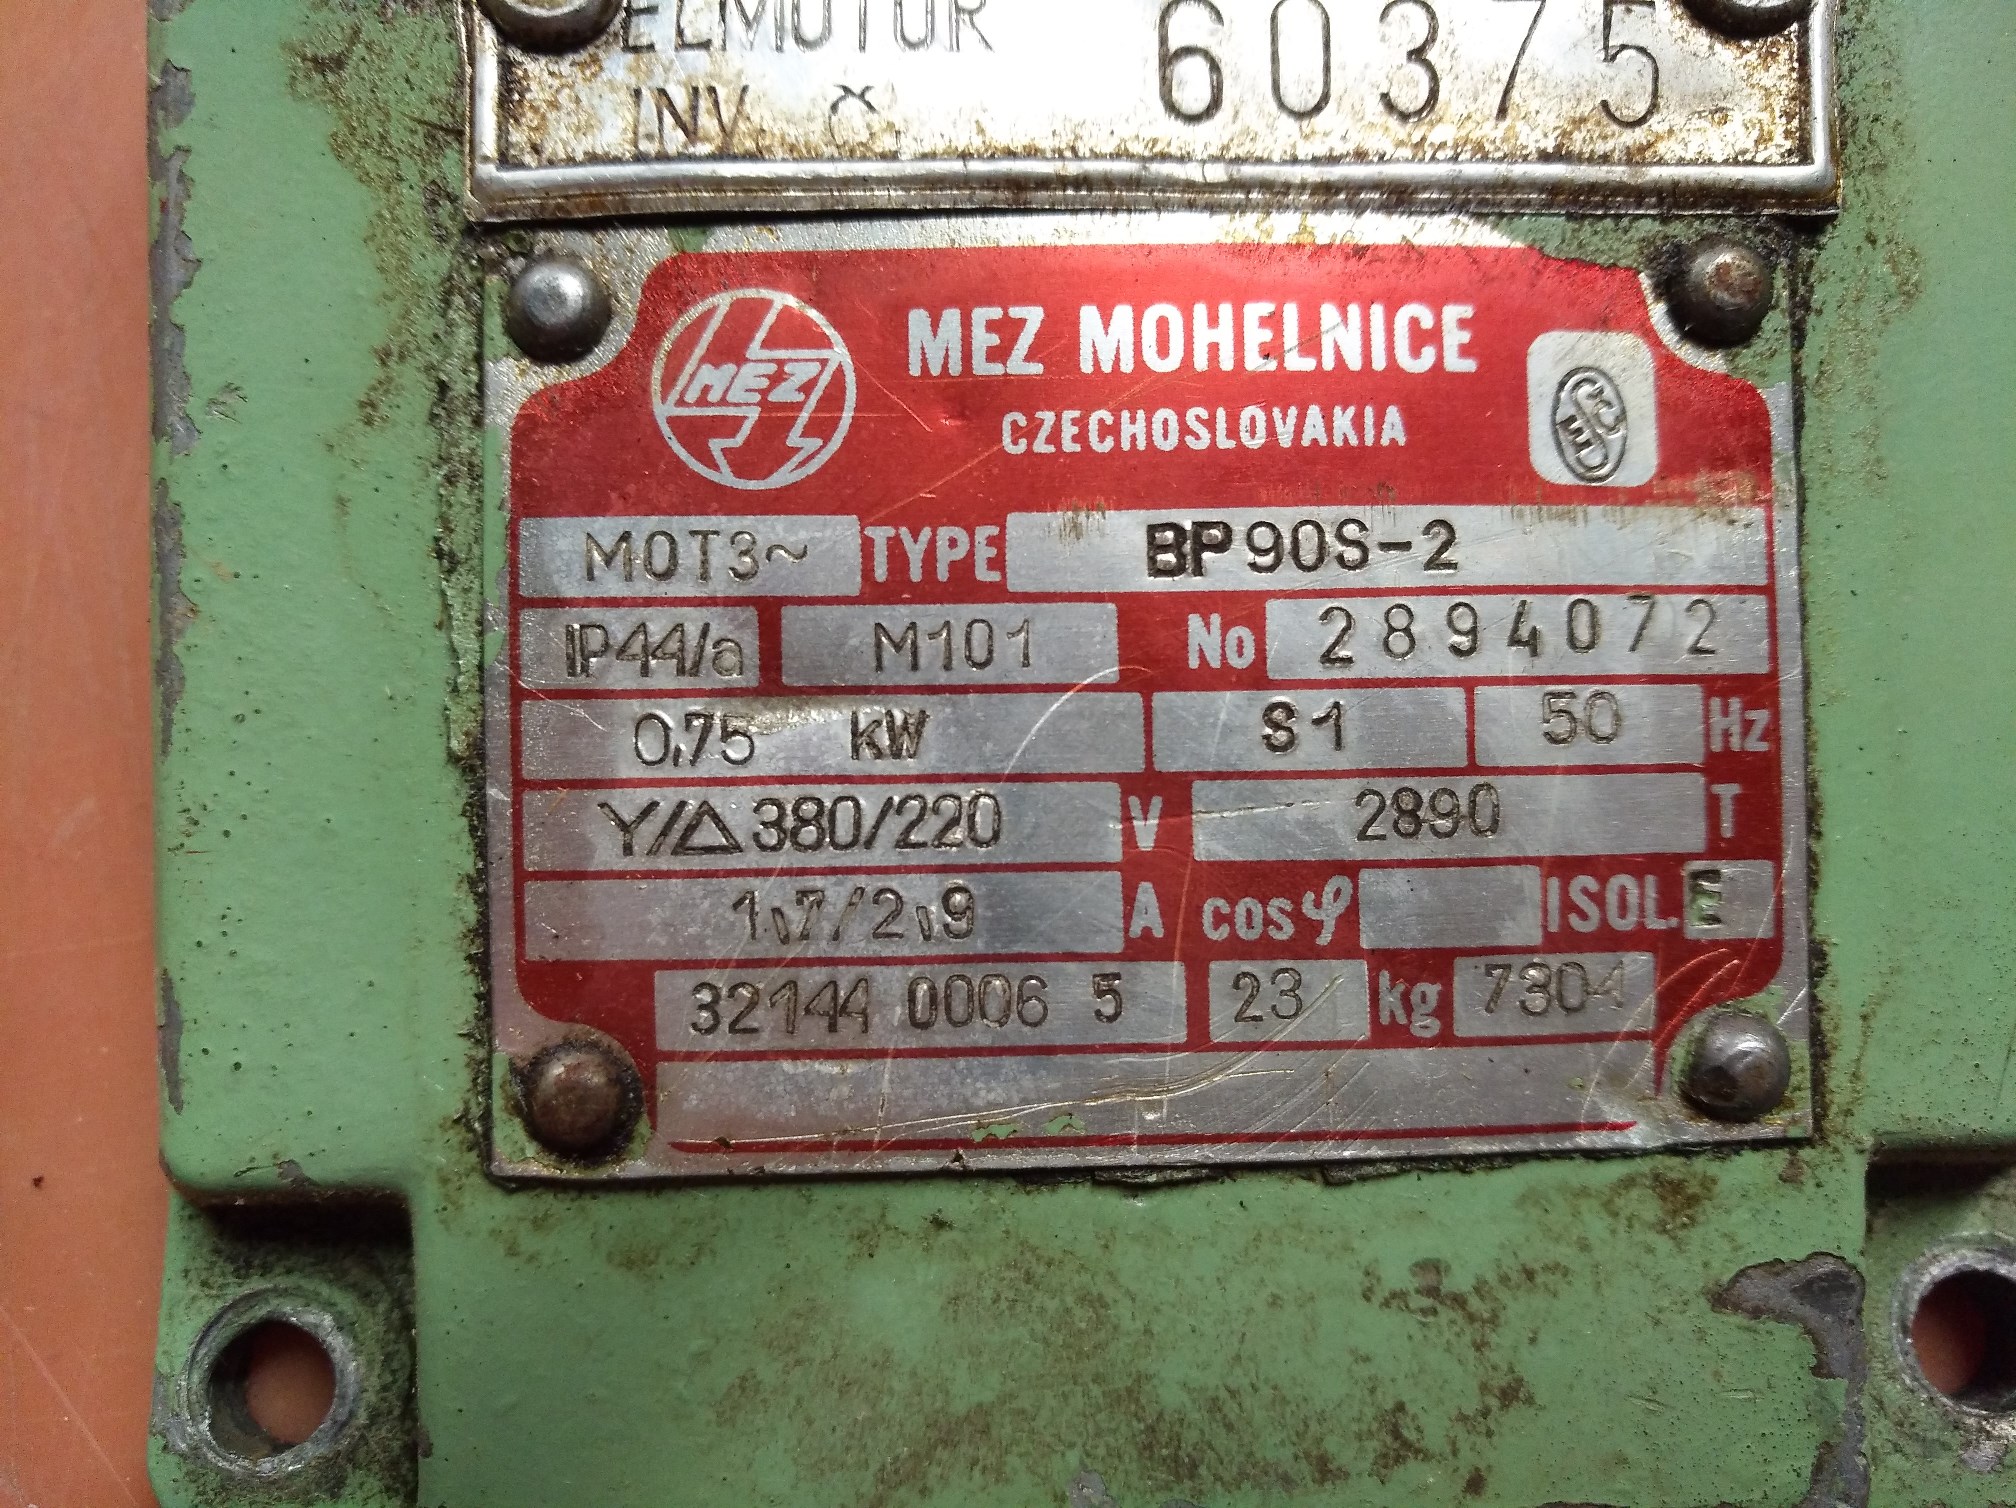 ELMOTOR 60375
INV. Č.
MEZ
MEZ MOHELNICE
CZECHOSLOVAKIA
MOT3~ TYPE BP90S-2
IP44/a M101 No 2894072
0,75 kW S1 50 Hz
Y/Δ 380/220 V 2890 T
1,7/2,9 A cos φ ISOL. E
32144 0006 5 23 kg 7304